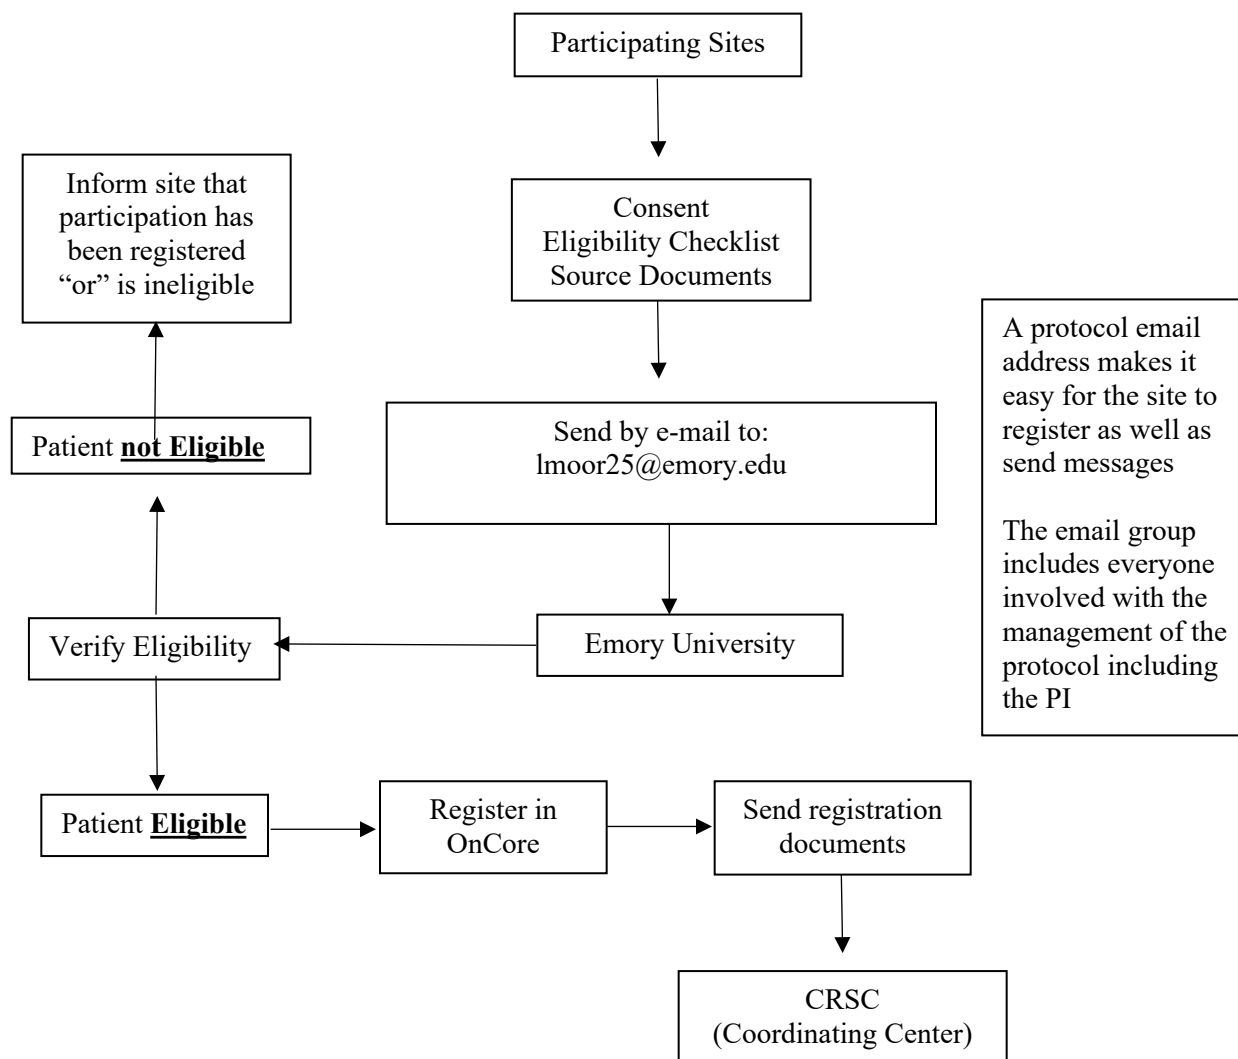 Participating Sites
Inform site that
participation has
been registered
“or” is ineligible
Consent
Eligibility Checklist
Source Documents
A protocol email
address makes it
easy for the site to
register as well as
send messages
The email group
includes everyone
involved with the
management of the
protocol including
the PI
Patient not Eligible
Send by e-mail to:
lmoor25@emory.edu
Verify Eligibility
Emory University
Patient Eligible
Register in
OnCore
Send registration
documents
CRSC
(Coordinating Center)